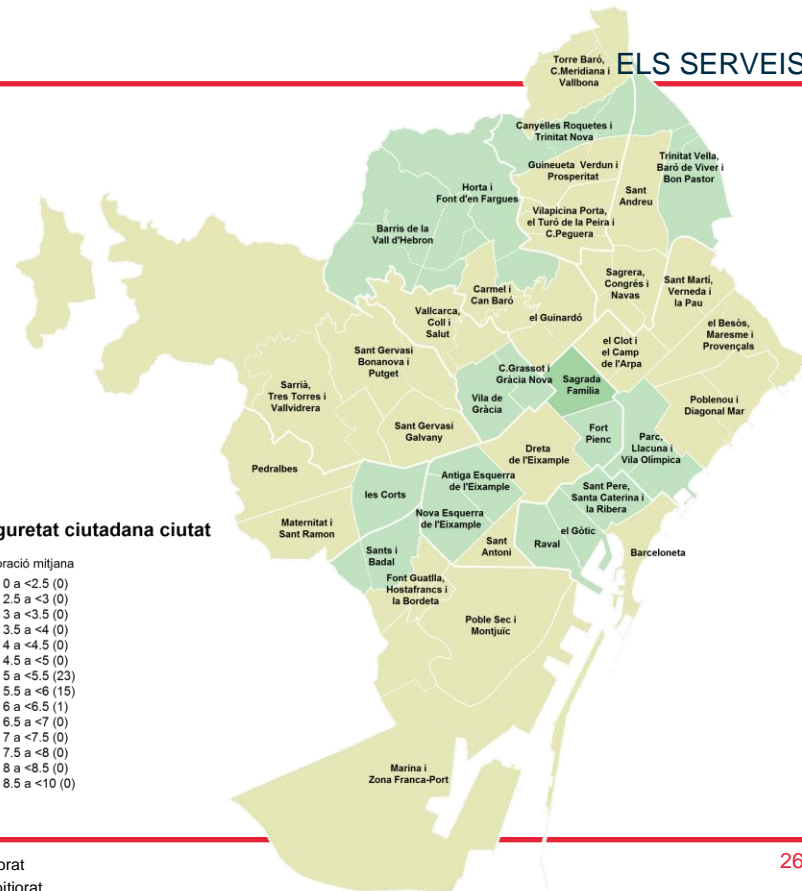 ELS SERVEIS
Torre Baró,
C.Meridiana i
Vallbona
Canyelles Roquetes i
Trinitat Nova
Trinitat Vella,
Baró de Viver i
Bon Pastor
Guineueta Verdun i
Prosperitat
Sant
Andreu
Horta i
Font d'en Fargues
Vilapicina Porta,
el Turó de la Peira i
C.Peguera
Barris de la
Vall d'Hebron
Sagrera,
Congrés i
Navas
Sant Martí,
Verneda i
la Pau
Carmel i
Can Baró
Vallcarca,
Coll i
Salut
el Guinardó
el Besòs,
Maresme i
Provençals
el Clot i
el Camp
de l'Arpa
Sant Gervasi
Bonanova i
Putget
C.Grassot i
Gràcia Nova
Sagrada
Família
Sarrià,
Tres Torres i
Vallvidrera
Vila de
Gràcia
Poblenou i
Diagonal Mar
Sant Gervasi
Galvany
Fort
Pienc
Parc,
Llacuna i
Vila Olímpica
Dreta
de l'Eixample
Pedralbes
Antiga Esquerra
de l'Eixample
les Corts
Sant Pere,
Santa Caterina i
la Ribera
Nova Esquerra
de l'Eixample
Maternitat i
Sant Ramon
el Gòtic
Raval
Sant
Antoni
Sants i
Badal
Barceloneta
Font Guatlla,
Hostafrancs i
la Bordeta
Poble Sec i
Montjuïc
Marina i
Zona Franca-Port
guretat ciutadana ciutat
oració mitjana
0 a <2.5 (0)
2.5 a <3 (0)
3 a <3.5 (0)
3.5 a <4 (0)
4 a <4.5 (0)
4.5 a <5 (0)
5 a <5.5 (23)
5.5 a <6 (15)
6 a <6.5 (1)
6.5 a <7 (0)
7 a <7.5 (0)
7.5 a <8 (0)
8 a <8.5 (0)
8.5 a <10 (0)
orat
26